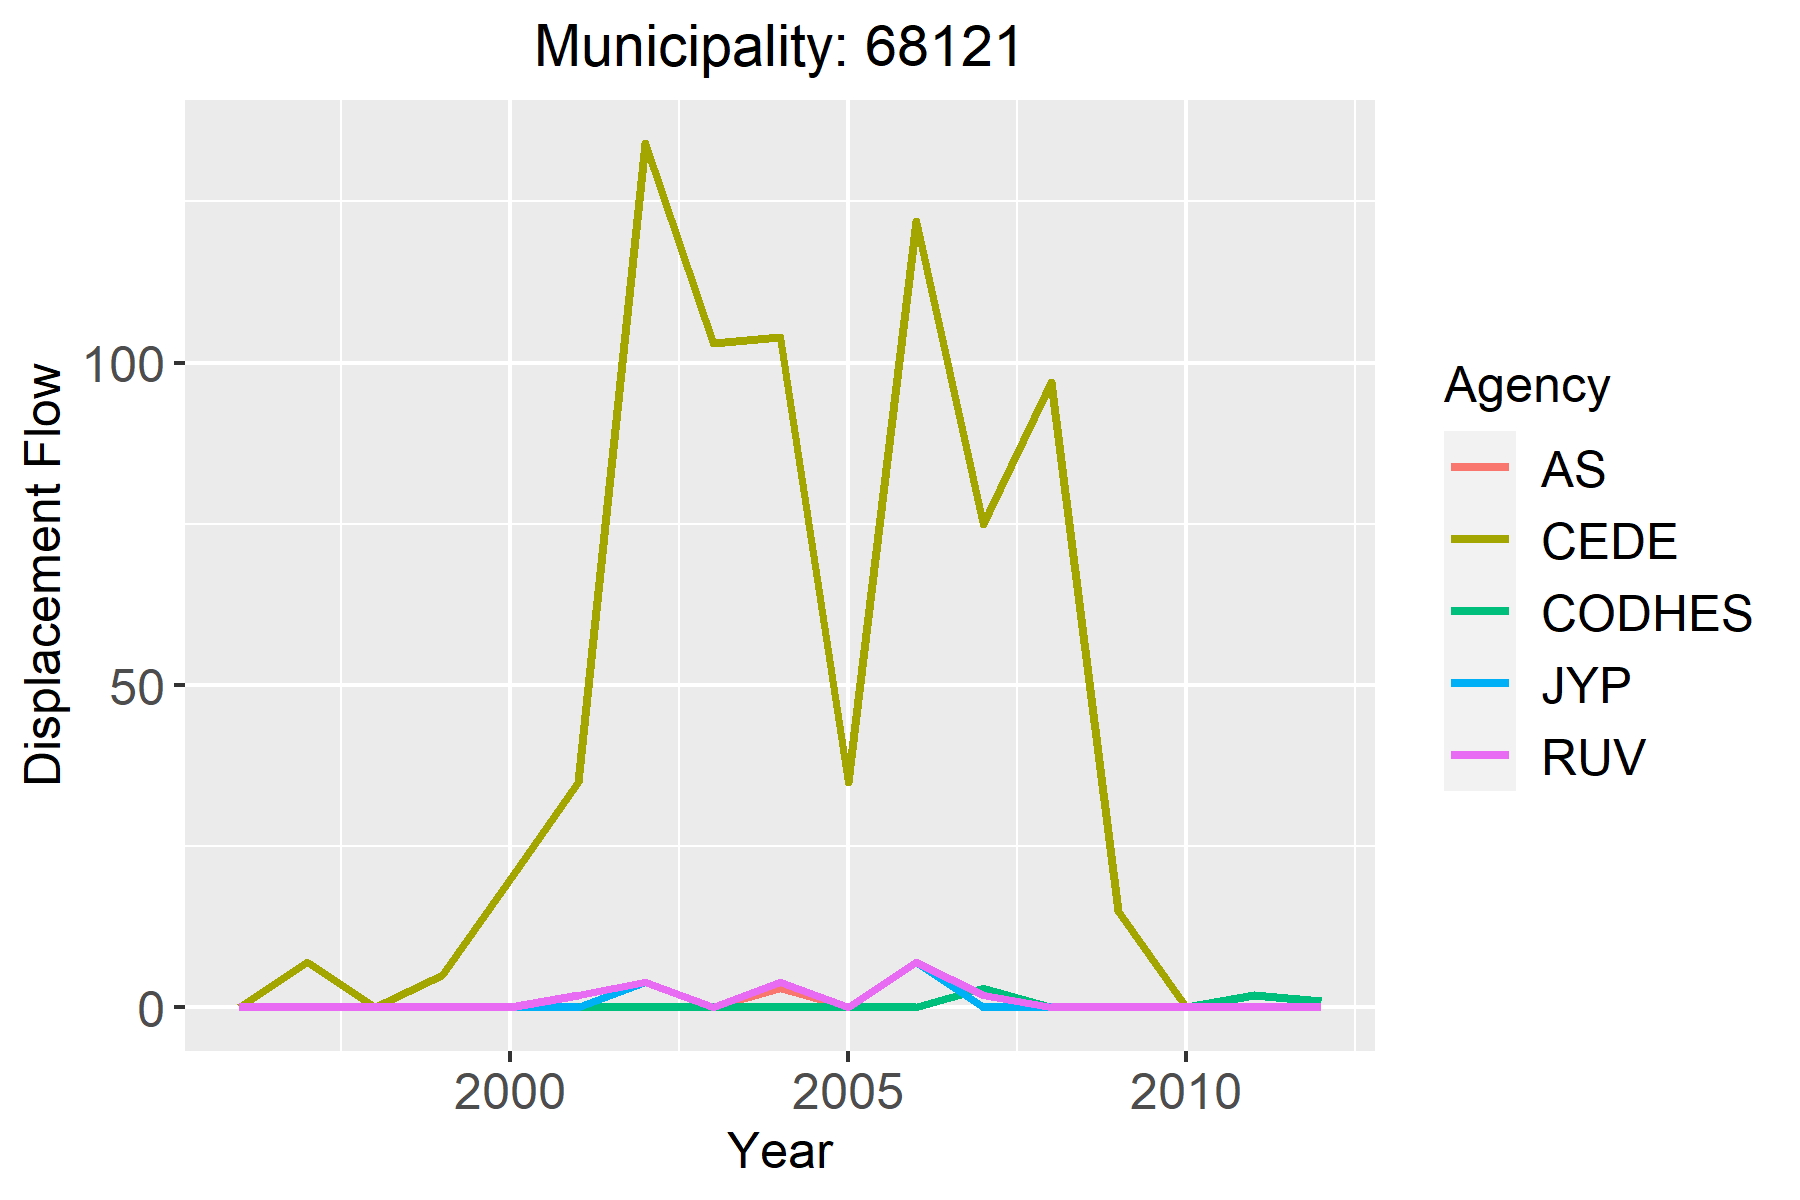 Municipality: 68121
Displacement Flow
100
50
0
2000 2005 2010
Year
Agency
AS
CEDE
CODHES
JYP
RUV